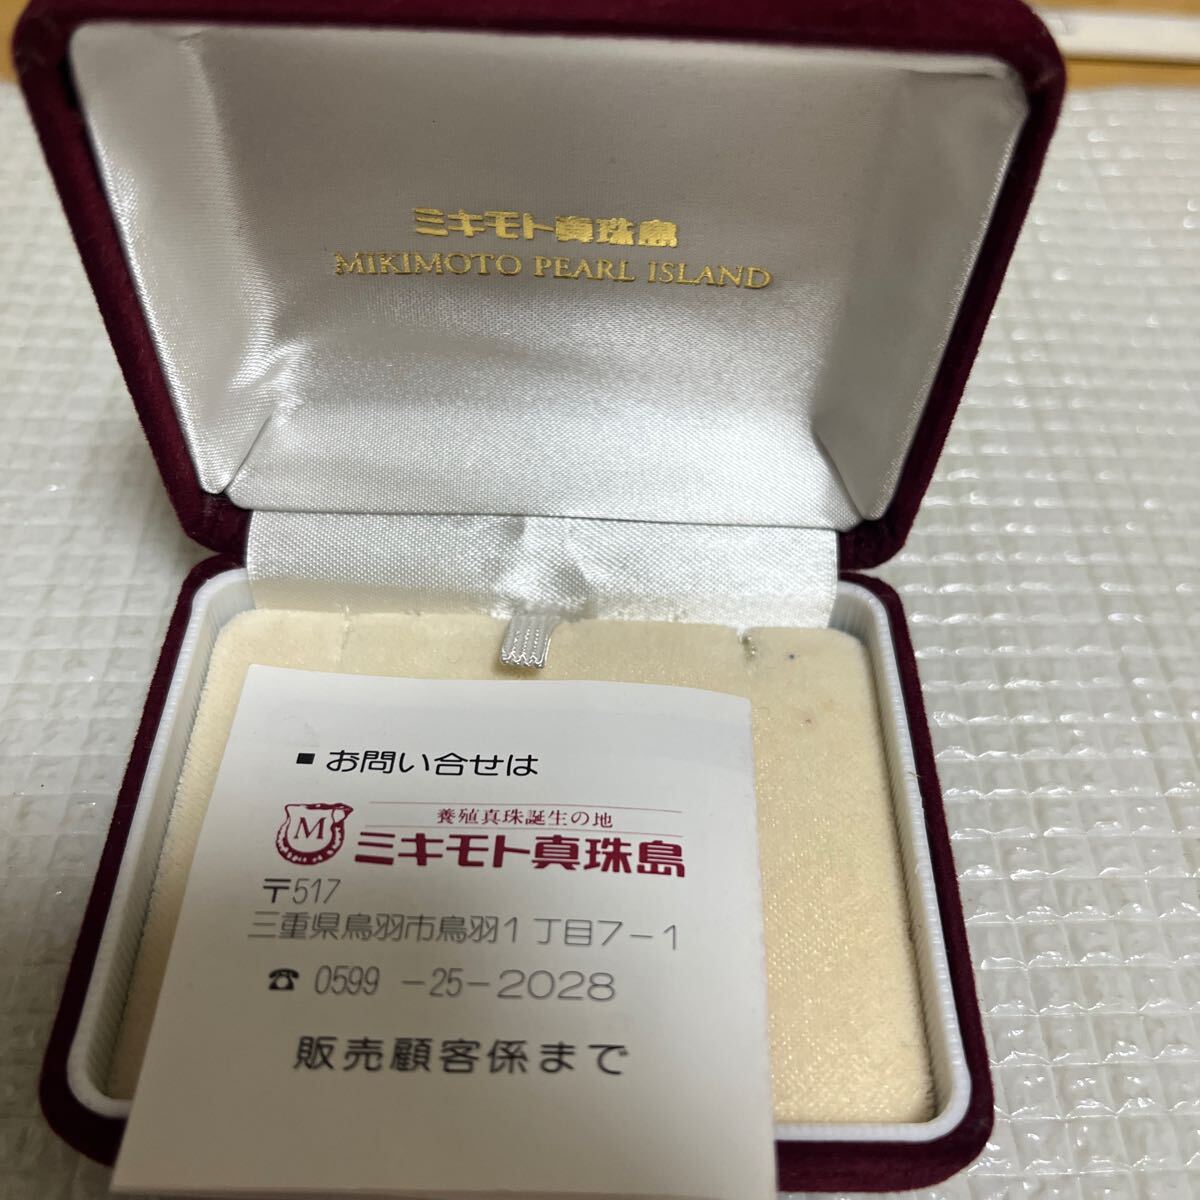 ミキモト真珠島
MIKIMOTO PEARL ISLAND
■ お問い合せは
養殖真珠誕生の地
M ミキモト真珠島
〒517
三重県鳥羽市鳥羽1丁目7-1
☎ 0599 -25-2028
販売顧客係まで